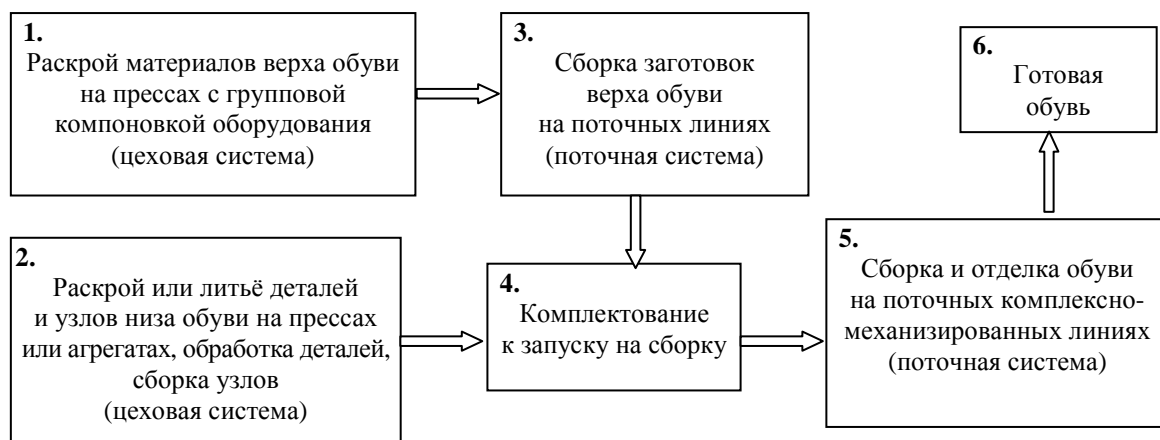 1.
Раскрой материалов верха обуви
на прессах с групповой
компоновкой оборудования
(цеховая система)
2.
Раскрой или литьё деталей
и узлов низа обуви на прессах
или агрегатах, обработка деталей,
сборка узлов
(цеховая система)
3.
Сборка заготовок
верха обуви
на поточных линиях
(поточная система)
4.
Комплектование
к запуску на сборку
5.
Сборка и отделка обуви
на поточных комплексно-
механизированных линиях
(поточная система)
6.
Готовая
обувь